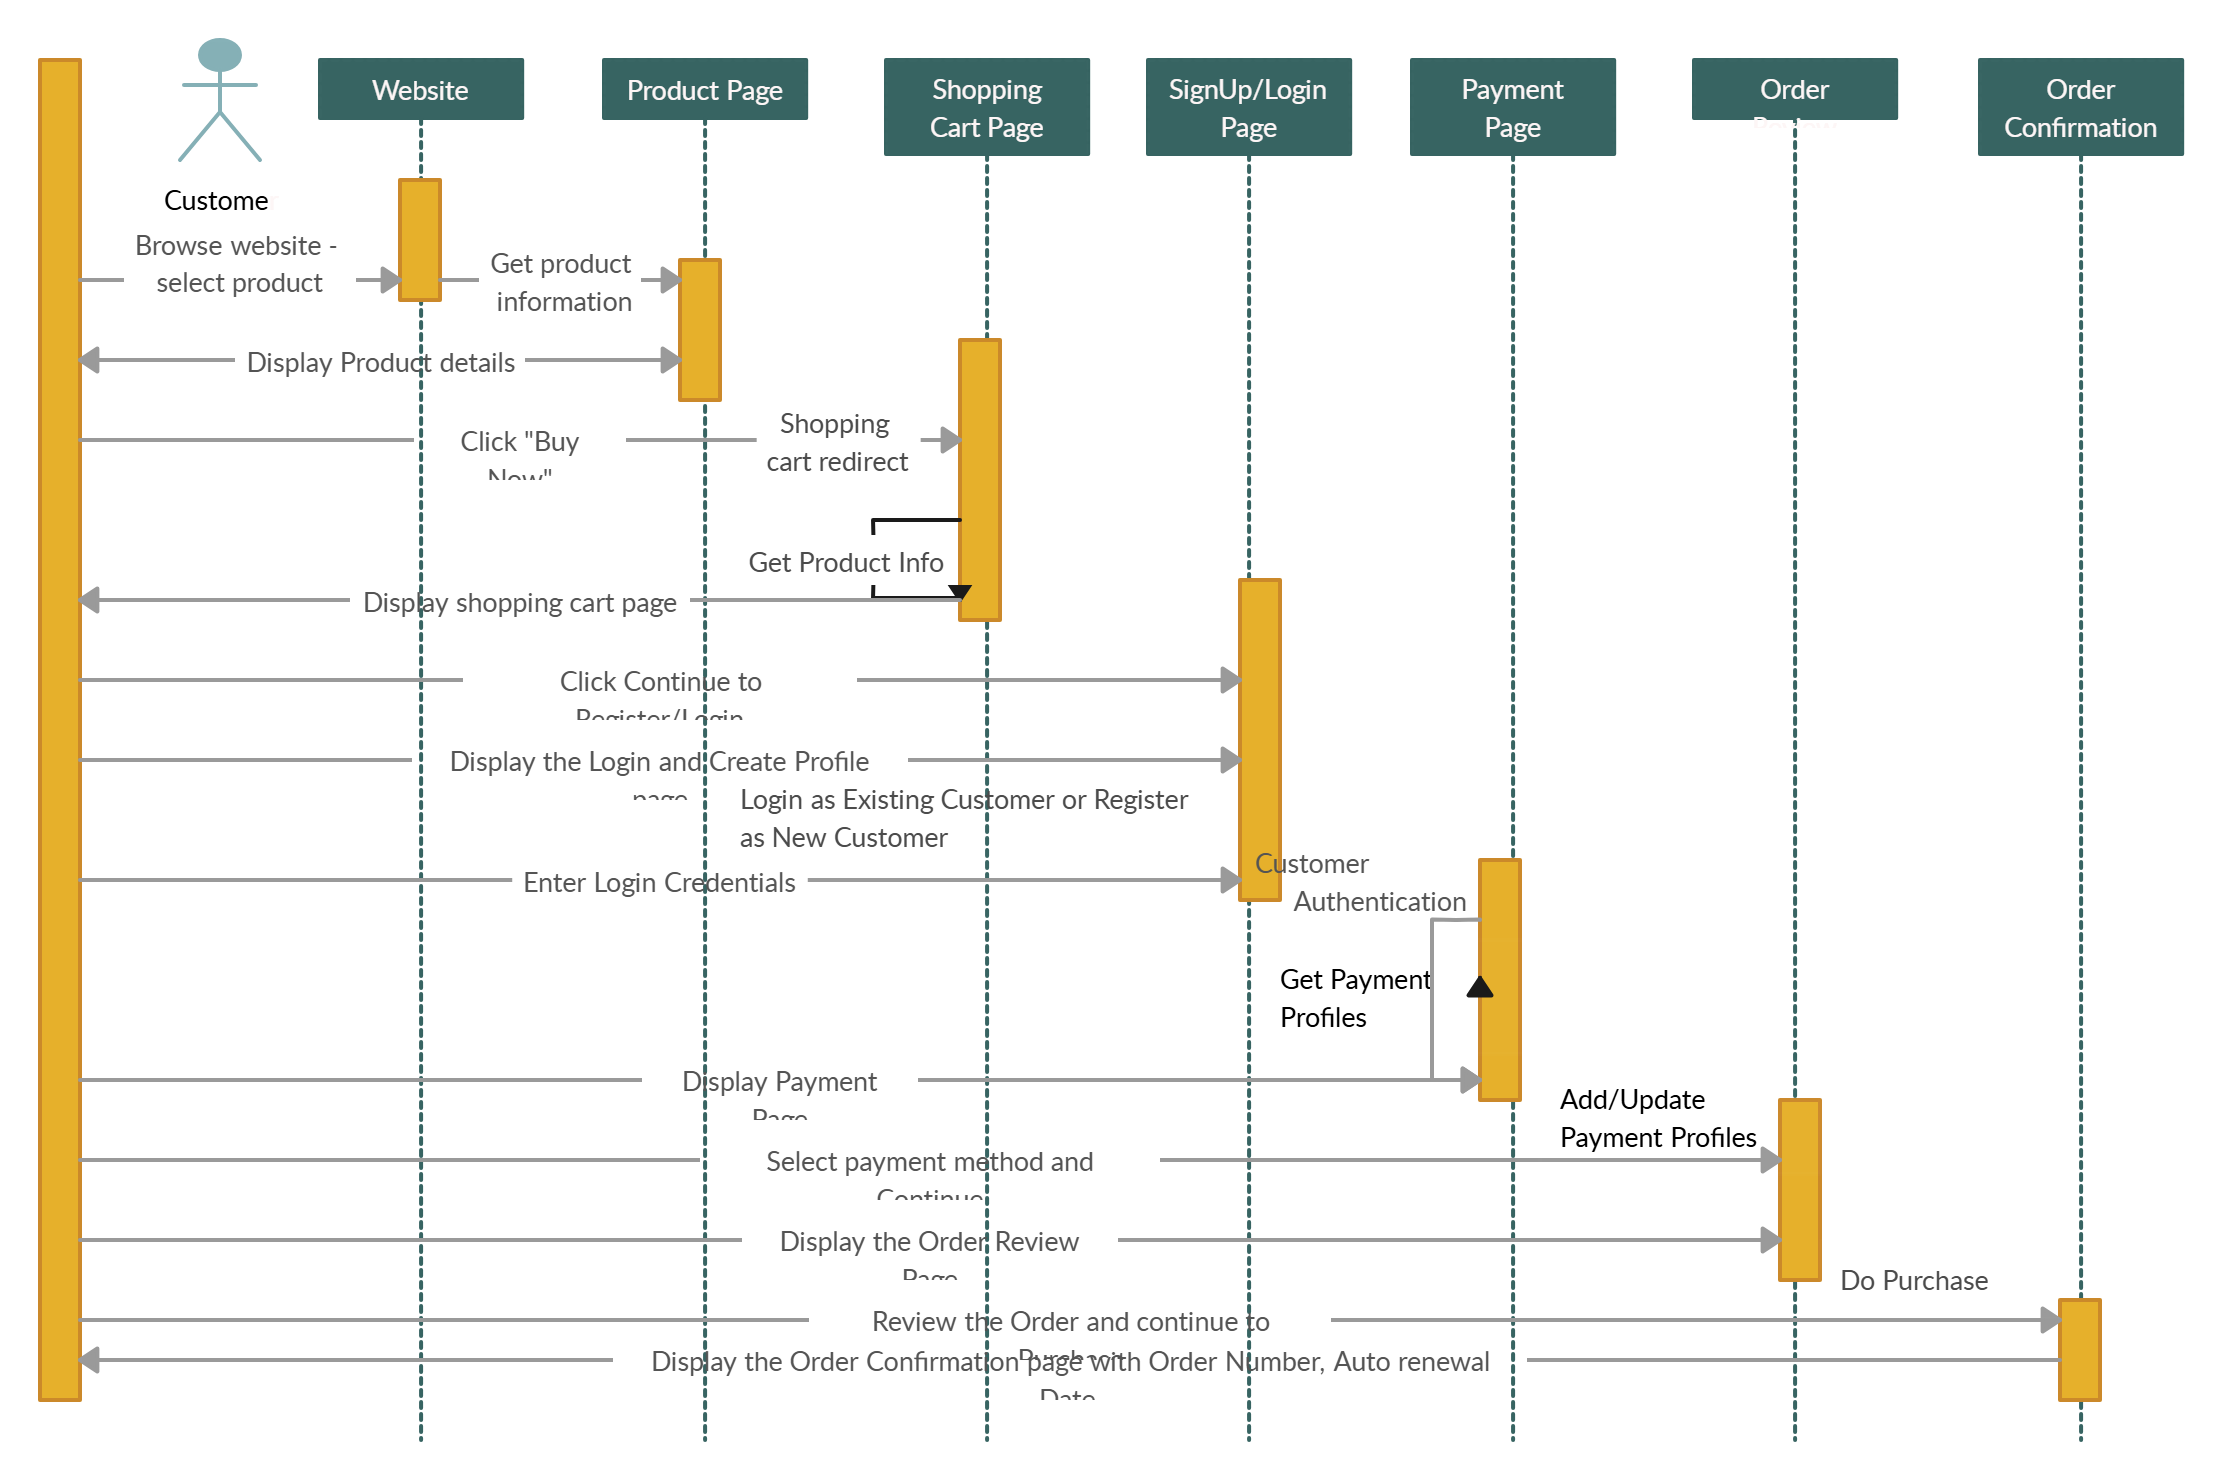 Website
Product Page
Shopping
Cart Page
SignUp/Login
Page
Payment
Page
Order
Order
Confirmation
Custome
Browse website -
select product
Get product
information
Display Product details
Click "Buy
Now"
Shopping
cart redirect
Get Product Info
Display shopping cart page
Click Continue to
Register/Login
Display the Login and Create Profile
page
Login as Existing Customer or Register
as New Customer
Enter Login Credentials
Customer
Authentication
Get Payment
Profiles
Display Payment
Page
Add/Update
Payment Profiles
Select payment method and
Continue
Display the Order Review
Page
Do Purchase
Review the Order and continue to
Display the Order Confirmation page with Order Number, Auto renewal
Date